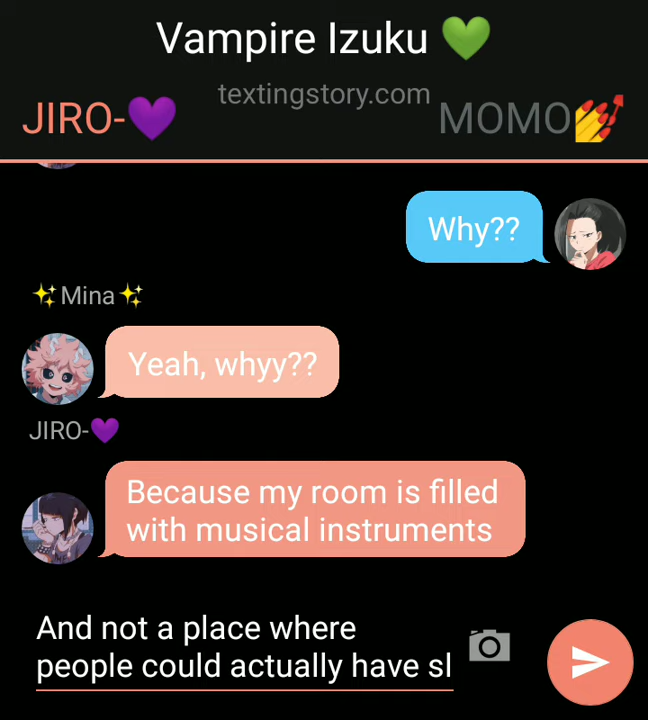 Vampire Izuku 💚
textingstory.com
JIRO-💜 MOMO💅
Why??
✨Mina✨
Yeah, whyy??
JIRO-💜
Because my room is filled
with musical instruments
And not a place where
people could actually have sl